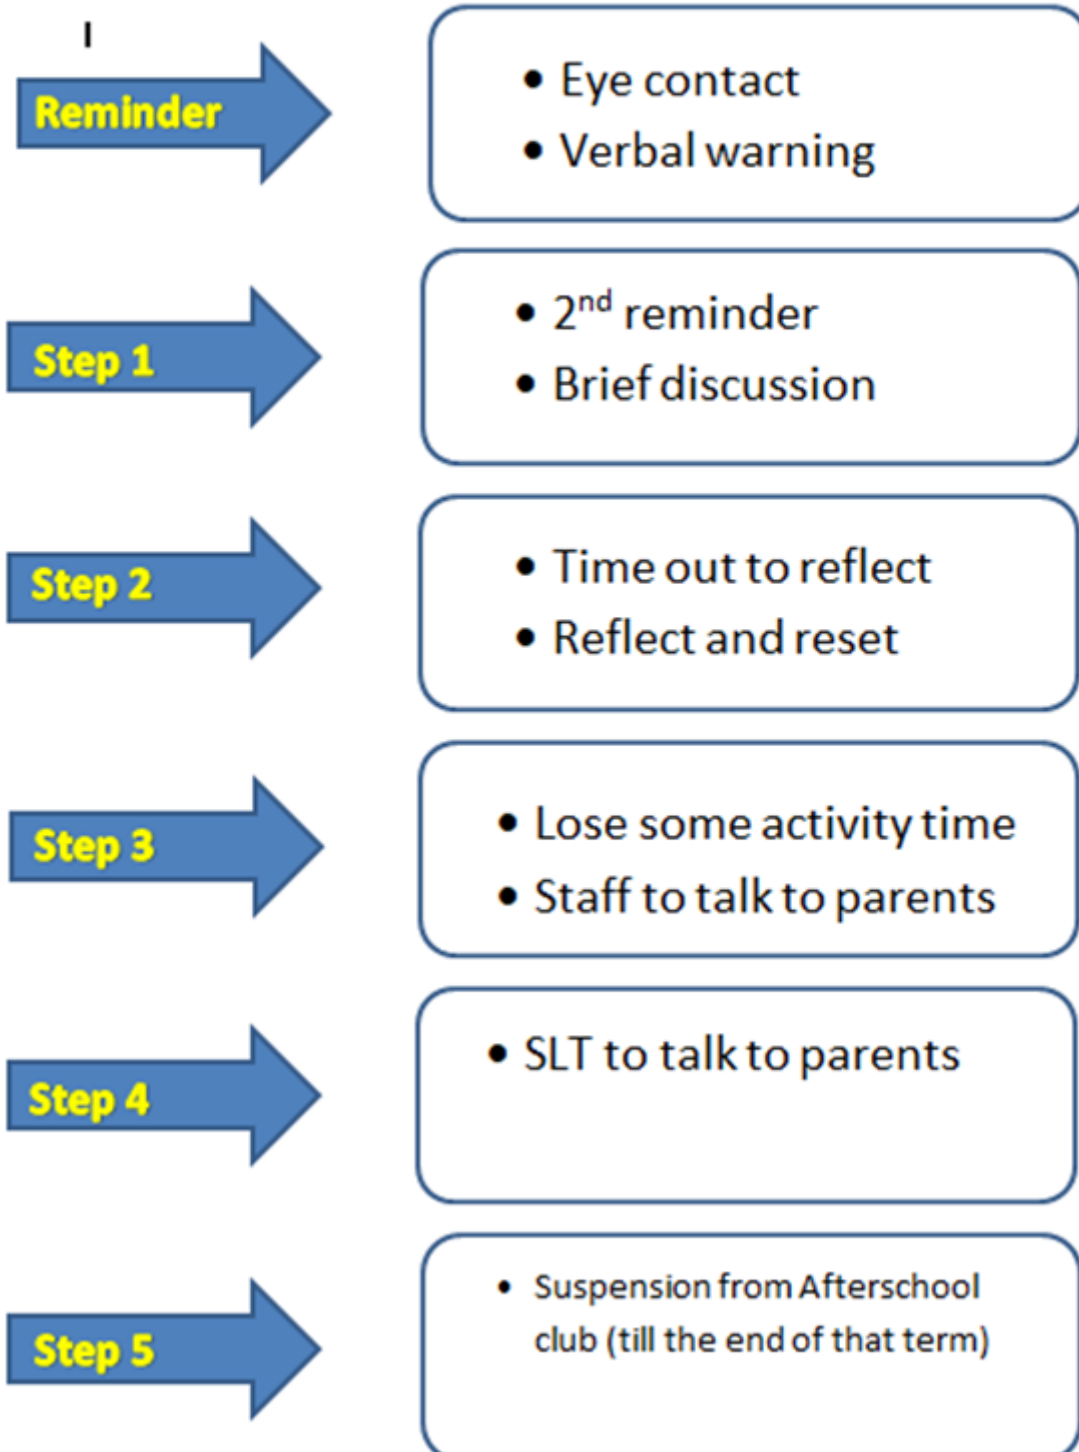 I
Reminder
• Eye contact
• Verbal warning
Step 1
• 2nd reminder
• Brief discussion
Step 2
• Time out to reflect
• Reflect and reset
Step 3
• Lose some activity time
• Staff to talk to parents
Step 4
• SLT to talk to parents
Step 5
• Suspension from Afterschool
club (till the end of that term)